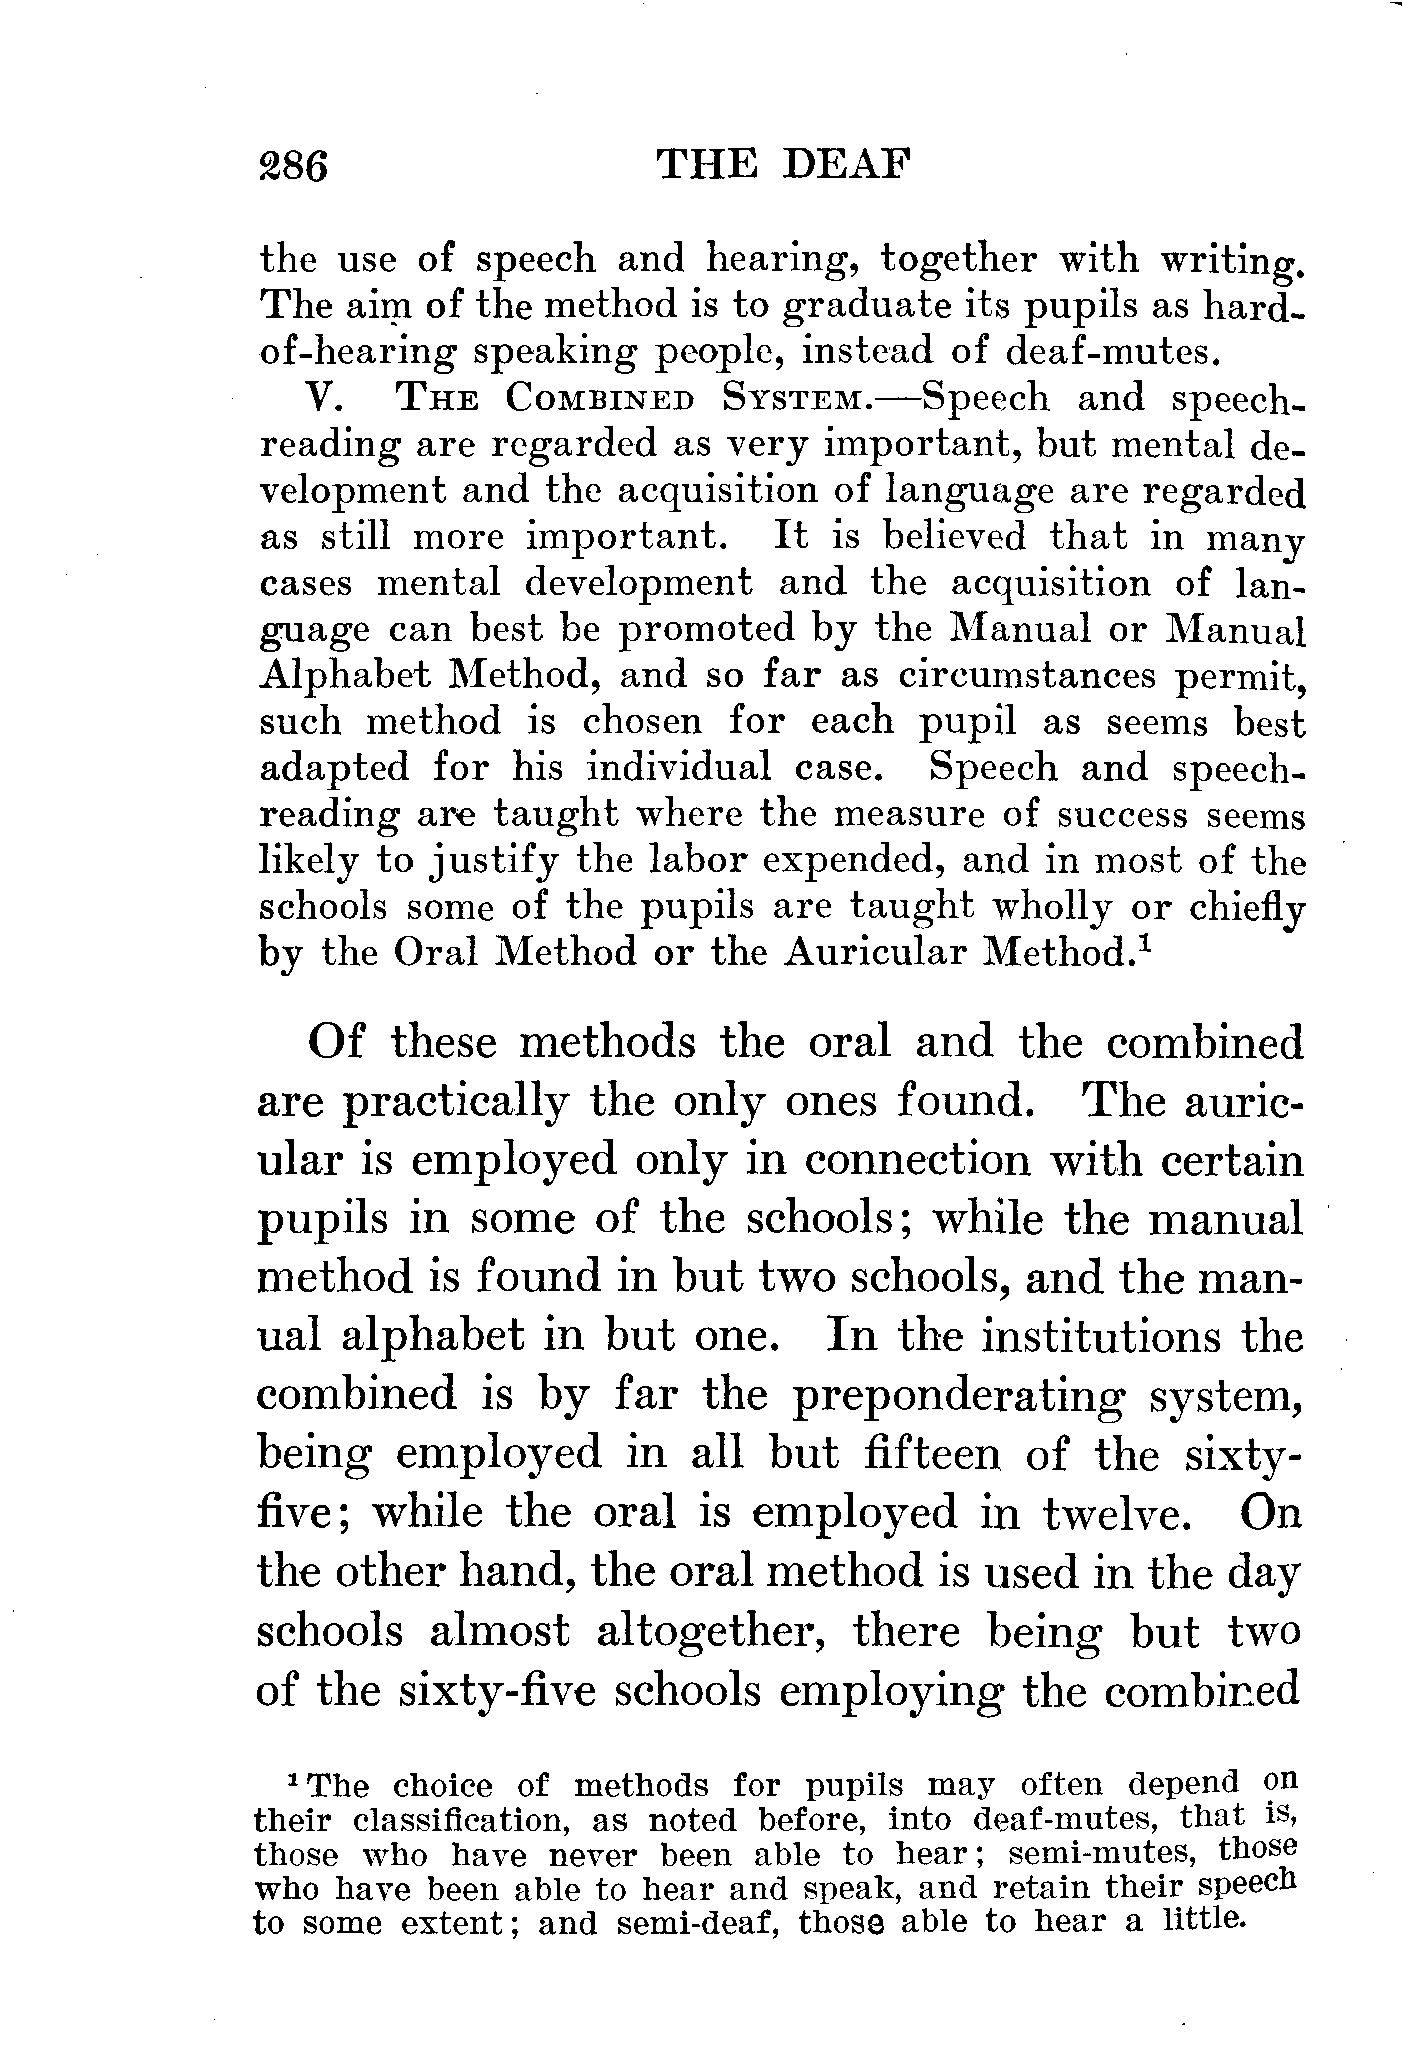 286 THE DEAF
the use of speech and hearing, together with writing.
The aim of the method is to graduate its pupils as hard-
of-hearing speaking people, instead of deaf-mutes.
V. THE COMBINED SYSTEM.—Speech and speech-
reading are regarded as very important, but mental de-
velopment and the acquisition of language are regarded
as still more important. It is believed that in many
cases mental development and the acquisition of lan-
guage can best be promoted by the Manual or Manual
Alphabet Method, and so far as circumstances permit,
such method is chosen for each pupil as seems best
adapted for his individual case. Speech and speech-
reading are taught where the measure of success seems
likely to justify the labor expended, and in most of the
schools some of the pupils are taught wholly or chiefly
by the Oral Method or the Auricular Method.¹
Of these methods the oral and the combined
are practically the only ones found. The auric-
ular is employed only in connection with certain
pupils in some of the schools; while the manual
method is found in but two schools, and the man-
ual alphabet in but one. In the institutions the
combined is by far the preponderating system,
being employed in all but fifteen of the sixty-
five; while the oral is employed in twelve. On
the other hand, the oral method is used in the day
schools almost altogether, there being but two
of the sixty-five schools employing the combined
¹ The choice of methods for pupils may often depend on
their classification, as noted before, into deaf-mutes, that is,
those who have never been able to hear; semi-mutes, those
who have been able to hear and speak, and retain their speech
to some extent; and semi-deaf, those able to hear a little.